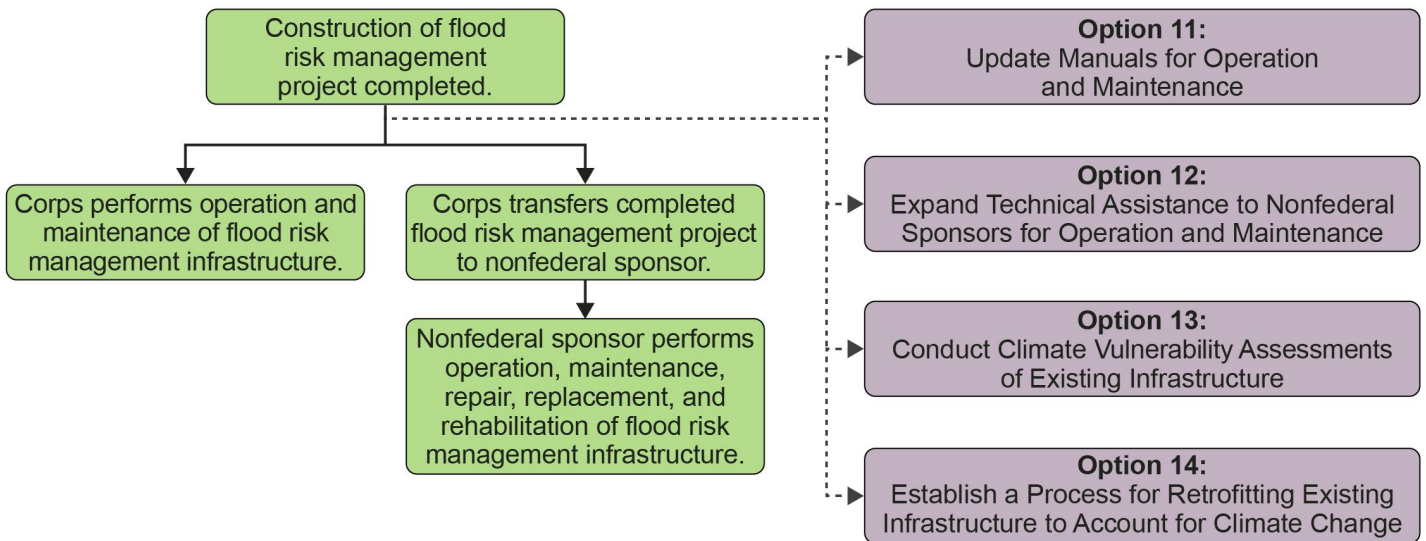 Construction of flood
risk management
project completed.
Corps performs operation and
maintenance of flood risk
management infrastructure.
Corps transfers completed
flood risk management project
to nonfederal sponsor.
Nonfederal sponsor performs
operation, maintenance,
repair, replacement, and
rehabilitation of flood risk
management infrastructure.
Option 11:
Update Manuals for Operation
and Maintenance
Option 12:
Expand Technical Assistance to Nonfederal
Sponsors for Operation and Maintenance
Option 13:
Conduct Climate Vulnerability Assessments
of Existing Infrastructure
Option 14:
Establish a Process for Retrofitting Existing
Infrastructure to Account for Climate Change